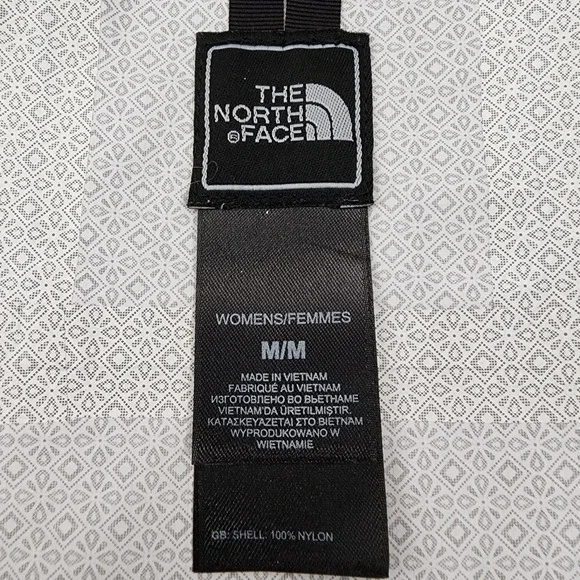 THE
NORTH
® FACE
WOMENS/FEMMES
M/M
MADE IN VIETNAM
FABRIQUÉ AU VIETNAM
ИЗГОТОВЛЕНО ВО ВЬЕТНАМЕ
VIETNAM'DA ÜRETILMIŞTIR.
ΚΑΤΑΣΚΕΥΑΖΕΤΑΙ ΣΤΟ ΒΙΕΤΝΑΜ
WYPRODUKOWANO W
WIETNAMIE
GB: SHELL: 100% NYLON